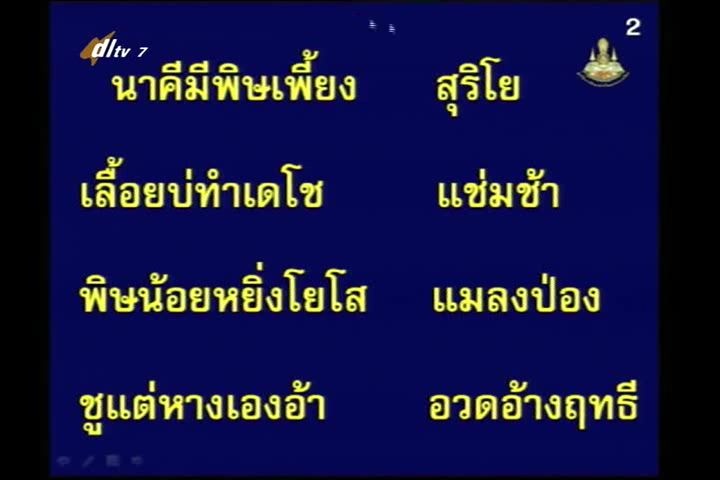 2
dltv 7
นาคีมีพิษเพี้ยง สุริโย
เลื้อยบ่ทำเดโช แช่มช้า
พิษน้อยหยิ่งโยโส แมลงป่อง
ชูแต่หางเองอ้า อวดอ้างฤทธี